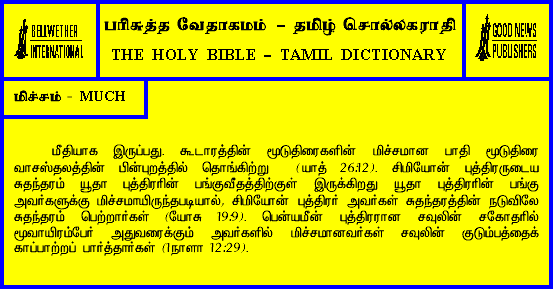 BELLWETHER
INTERNATIONAL
பரிசுத்த வேதாகமம் – தமிழ் சொல்லகராதி
THE HOLY BIBLE – TAMIL DICTIONARY
GOOD NEWS
PUBLISHERS
மிச்சம் - MUCH
மீதியாக இருப்பது. கூடாரத்தின் மூடுதிரைகளின் மிச்சமான பாதி மூடுதிரை
வாசஸ்தலத்தின் பின்புறத்தில் தொங்கிற்று (யாத் 26:12). சிமியோன் புத்திரருடைய
சுதந்தரம் யூதா புத்திரரின் பங்குவீதத்திற்குள் இருக்கிறது யூதா புத்திரரின் பங்கு
அவர்களுக்கு மிச்சமாயிருந்தபடியால், சிமியோன் புத்திரர் அவர்கள் சுதந்தரத்தின் நடுவிலே
சுதந்தரம் பெற்றார்கள் (யோசு 19:9). பென்யமீன் புத்திரரான சவுலின் சகோதரரில்
மூவாயிரம்பேர் அதுவரைக்கும் அவர்களில் மிச்சமானவர்கள் சவுலின் குடும்பத்தைக்
காப்பாற்றப் பார்த்தார்கள் (1நாளா 12:29).